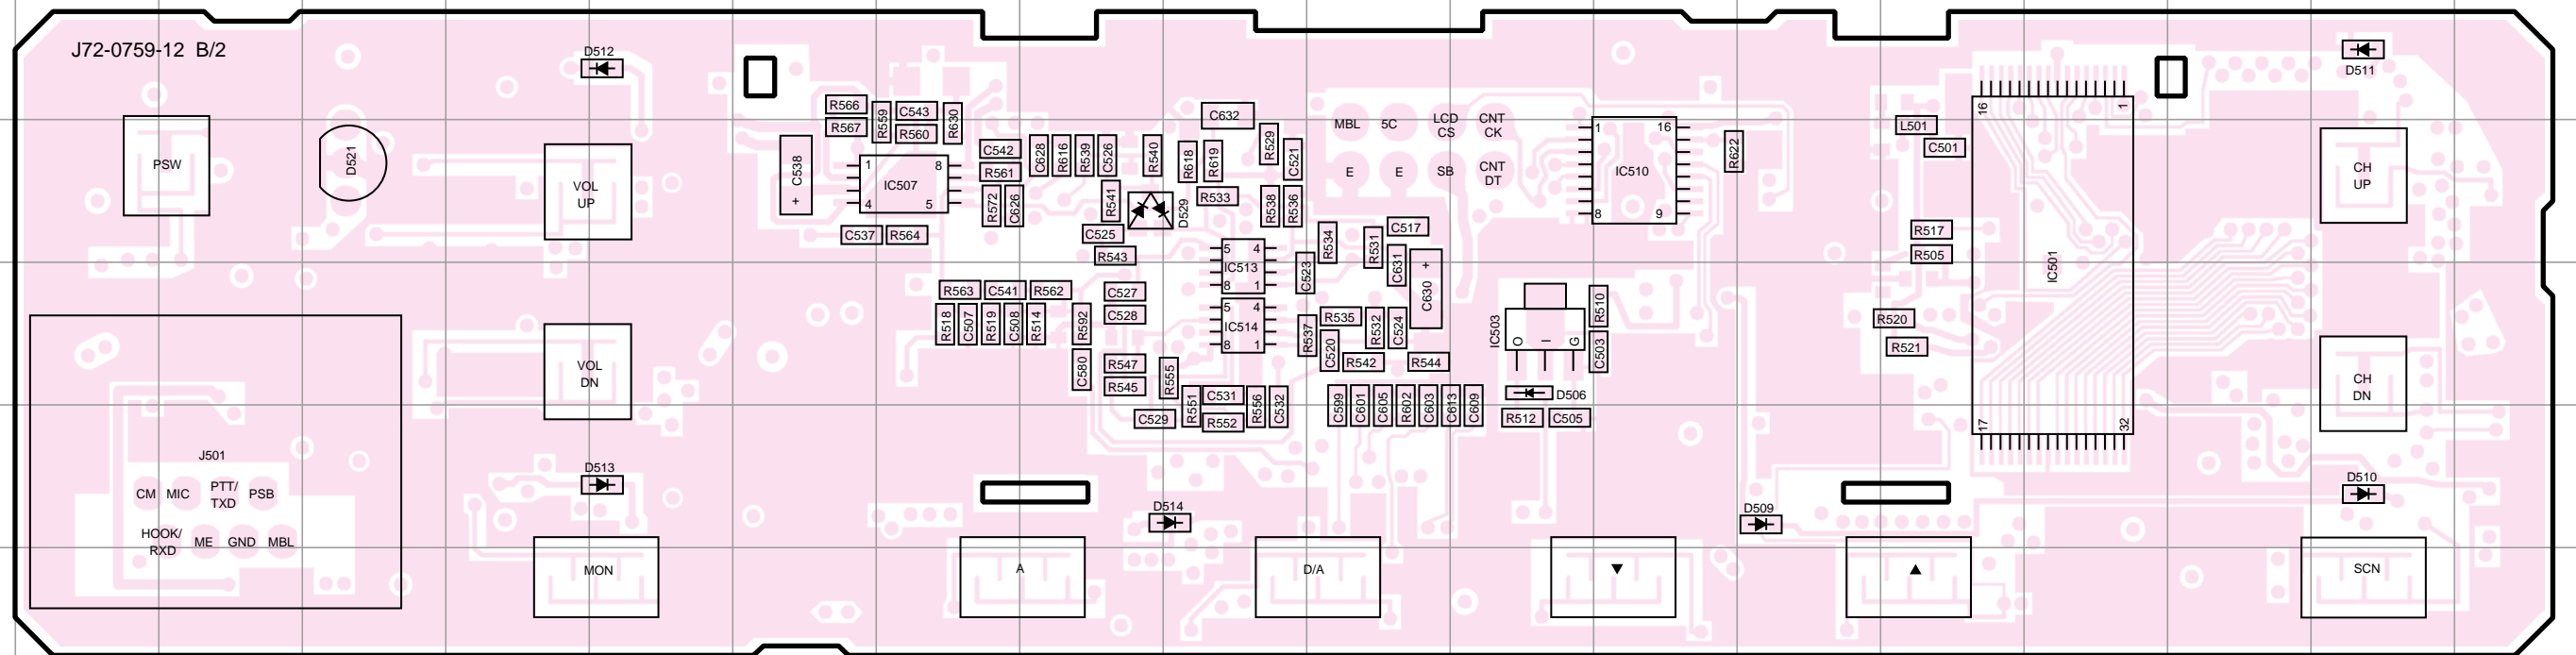 J72-0759-12 B/2
D512
D511
PSW
D521
VOL
UP
C538
+
R566
R567
R559
C543
R560
R630
1
8
IC507
4
5
C537
R564
C542
R561
R572
C626
C628
R616
R539
C526
R541
R540
D529
C525
R543
R618
R619
R533
C632
R529
C521
R538
R536
MBL
5C
LCD
CS
CNT
CK
E
E
SB
CNT
DT
1
16
IC510
8
9
R622
L501
C501
R517
R505
R520
R521
16
1
IC501
17
32
CH
UP
5
4
IC513
8
1
5
4
IC514
8
1
C523
R534
R531
C517
C631
+
C630
R535
R537
C520
R532
C524
R542
R544
IC503
O
I
G
R510
C503
D506
R512
C505
R563
C541
R562
R518
C507
R519
C508
R514
R592
C580
C527
C528
R547
R545
R555
C529
R551
C531
R552
R556
C532
C599
C601
C605
R602
C603
C613
C609
VOL
DN
CH
DN
J501
CM
MIC
PTT/
TXD
PSB
HOOK/
RXD
ME
GND
MBL
D513
D514
D509
D510
MON
A
D/A
▼
▲
SCN